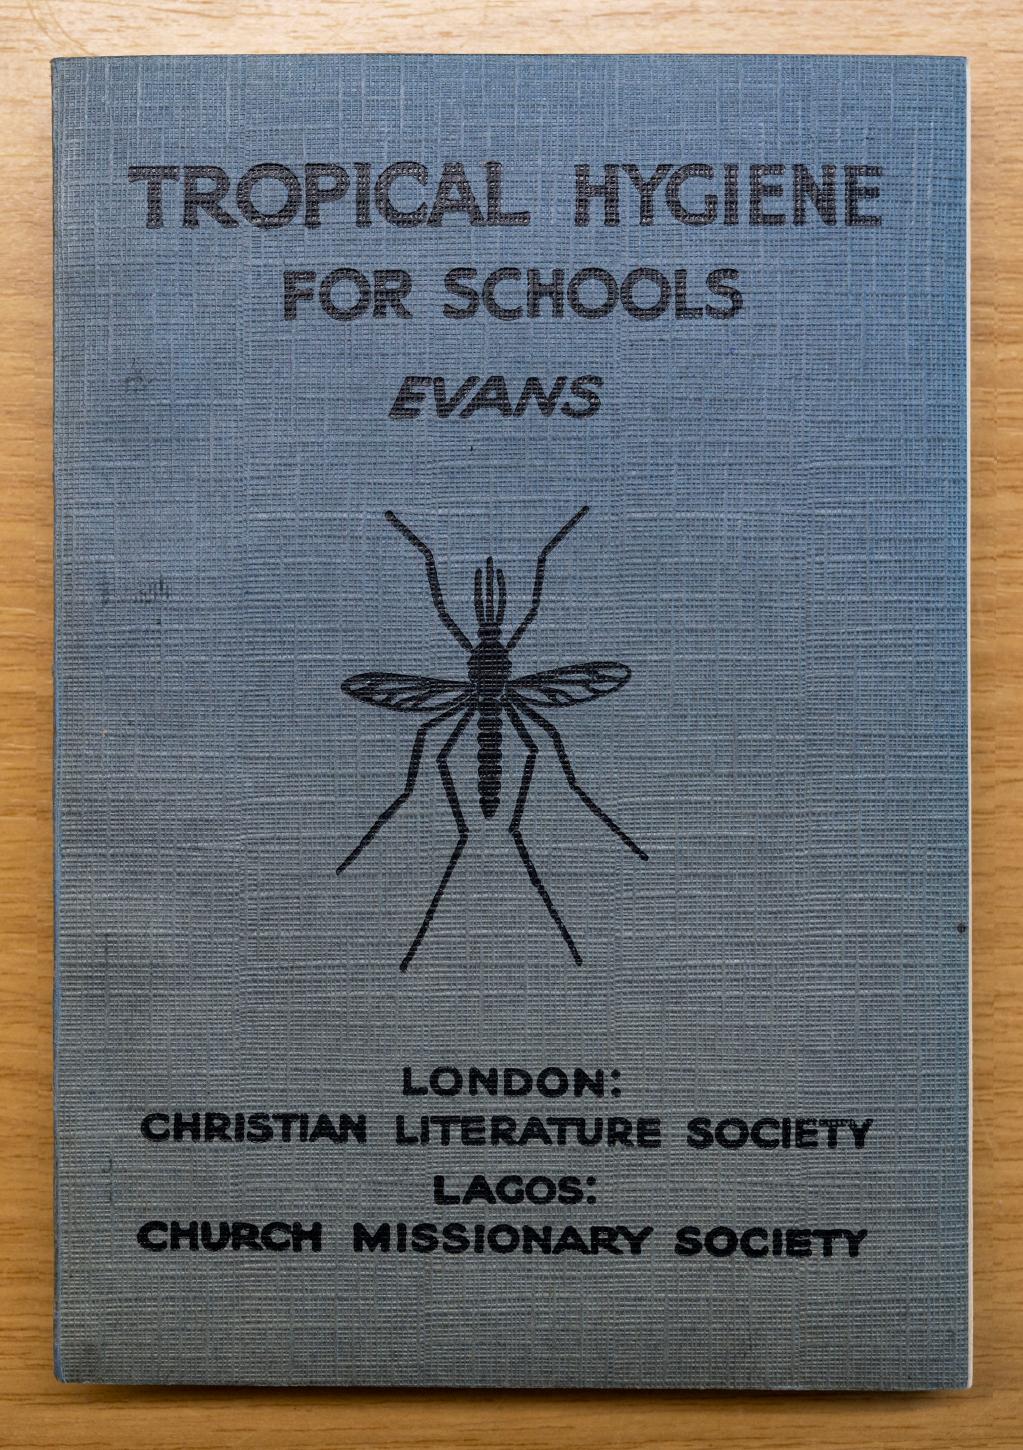 TROPICAL HYGIENE
FOR SCHOOLS
EVANS
LONDON:
CHRISTIAN LITERATURE SOCIETY
LAGOS:
CHURCH MISSIONARY SOCIETY